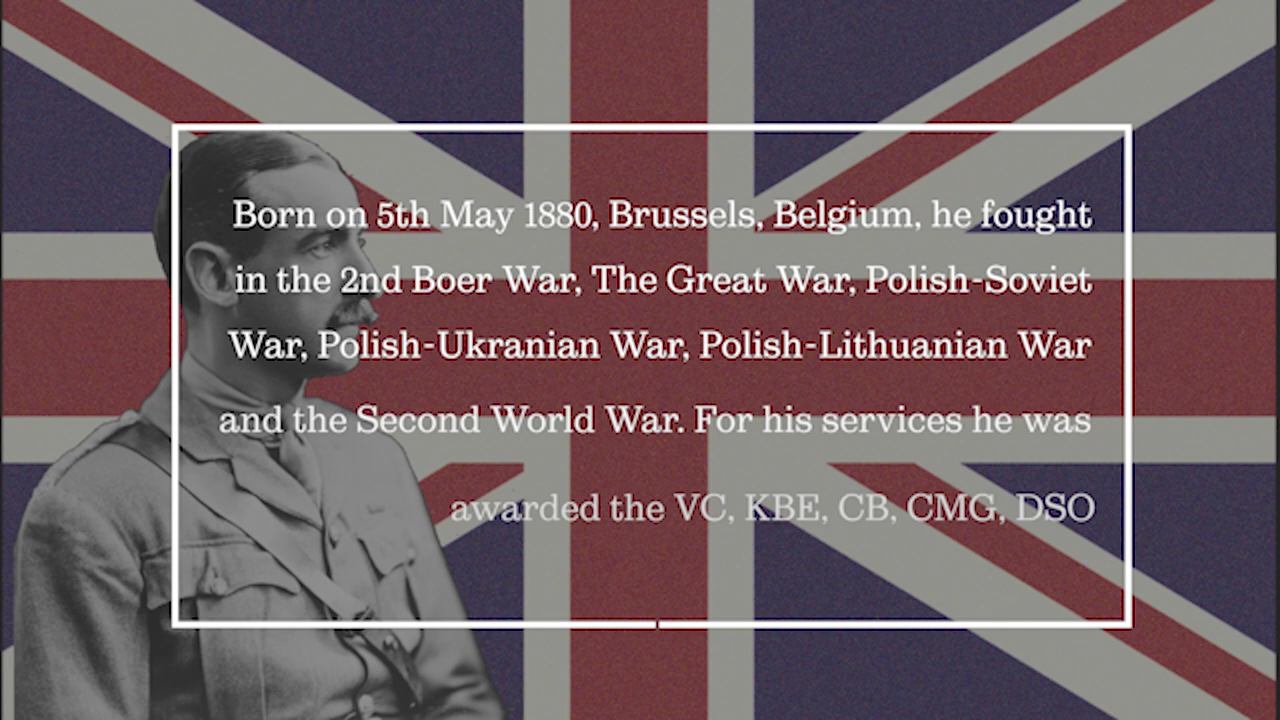 Born on 5th May 1880, Brussels, Belgium, he fought
in the 2nd Boer War, The Great War, Polish-Soviet
War, Polish-Ukranian War, Polish-Lithuanian War
and the Second World War. For his services he was
awarded the VC, KBE, CB, CMG, DSO